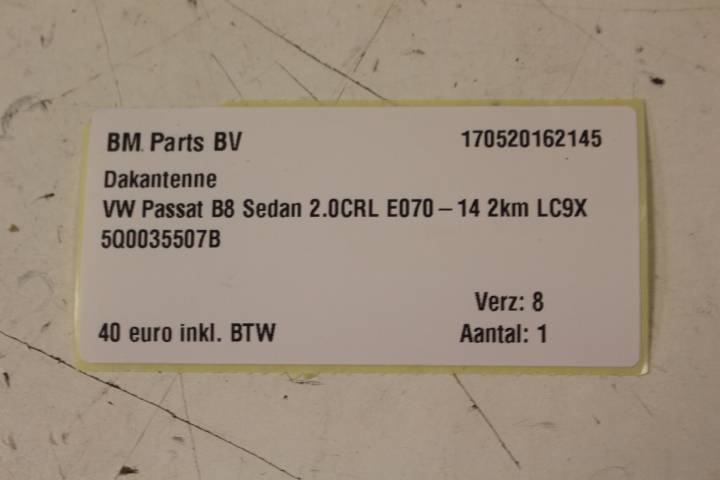 BM Parts BV 170520162145
Dakantenne
VW Passat B8 Sedan 2.0CRL E070-14 2km LC9X
5Q0035507B
Verz: 8
40 euro inkl. BTW Aantal: 1